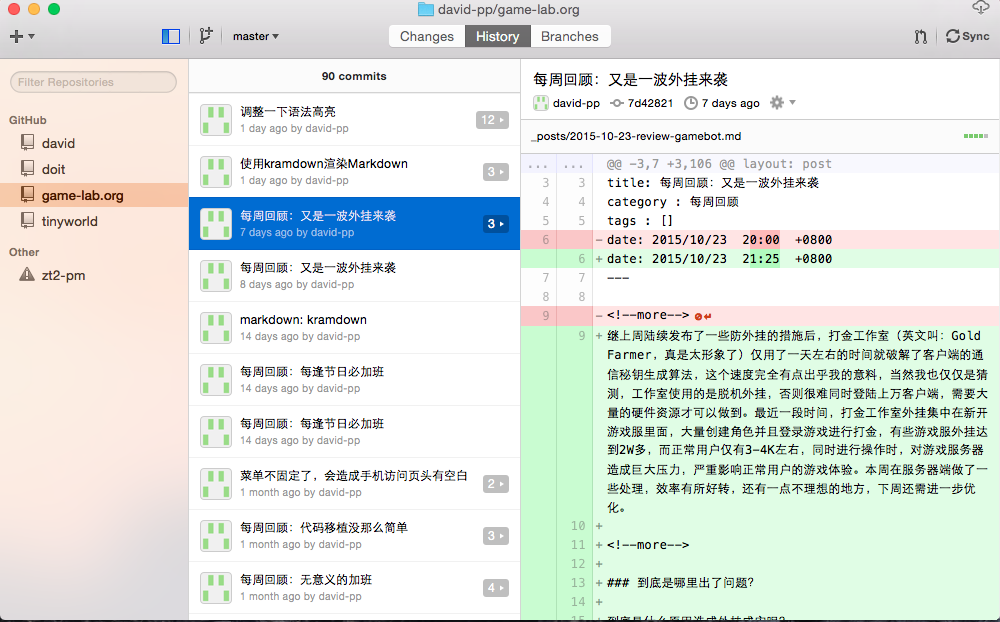 david-pp/game-lab.org
master
Changes History Branches
Sync
Filter Repositories
GitHub
david
doit
game-lab.org
tinyworld
Other
zt2-pm
90 commits
调整一下语法高亮
1 day ago by david-pp
12
使用kramdown渲染Markdown
1 day ago by david-pp
3
每周回顾：又是一波外挂来袭
7 days ago by david-pp
3
每周回顾：又是一波外挂来袭
8 days ago by david-pp
markdown: kramdown
14 days ago by david-pp
每周回顾：每逢节日必加班
14 days ago by david-pp
每周回顾：每逢节日必加班
14 days ago by david-pp
菜单不固定了，会造成手机访问页头有空白
1 month ago by david-pp
2
每周回顾：代码移植没那么简单
1 month ago by david-pp
3
每周回顾：无意义的加班
1 month ago by david-pp
4
每周回顾：又是一波外挂来袭
david-pp 7d42821 7 days ago
_posts/2015-10-23-review-gamebot.md
... ... @@ -3,7 +3,106 @@ layout: post
3 3 title: 每周回顾：又是一波外挂来袭
4 4 category : 每周回顾
5 5 tags : []
6 - date: 2015/10/23 20:00 +0800
6 + date: 2015/10/23 21:25 +0800
7 7 ---
8 8
9 - <!--more-->
9 + 继上周陆续发布了一些防外挂的措施后，打金工作室（英文叫：Gold
Farmer，真是太形象了）仅用了一天左右的时间就破解了客户端的通
信秘钥生成算法，这个速度完全有点出乎我的意料，当然我也仅仅是猜
测，工作室使用的是脱机外挂，否则很难同时登陆上万客户端，需要大
量的硬件资源才可以做到。最近一段时间，打金工作室外挂集中在新开
游戏服里面，大量创建角色并且登录游戏进行打金，有些游戏服外挂达
到2W多，而正常用户仅有3-4K左右，同时进行操作时，对游戏服务器
造成巨大压力，严重影响正常用户的游戏体验。本周在服务器端做了一
些处理，效率有所好转，还有一点不理想的地方，下周还需进一步优
化。
10 +
11 + <!--more-->
12 +
13 + ### 到底是哪里出了问题?
14 +